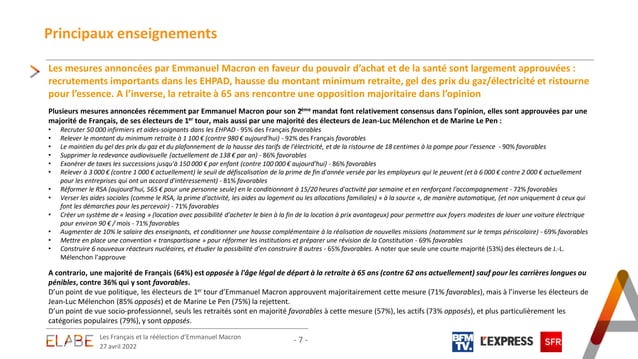 Principaux enseignements
Les mesures annoncées par Emmanuel Macron en faveur du pouvoir d'achat et de la santé sont largement approuvées :
recrutements importants dans les EHPAD, hausse du montant minimum retraite, gel des prix du gaz/électricité et ristourne
pour l'essence. A l'inverse, la retraite à 65 ans rencontre une opposition majoritaire dans l'opinion
Plusieurs mesures annoncées récemment par Emmanuel Macron pour son 2ème mandat font relativement consensus dans l'opinion, elles sont approuvées par une
majorité de Français, de ses électeurs de 1er tour, mais aussi par une majorité des électeurs de Jean-Luc Mélenchon et de Marine Le Pen :
• Recruter 50 000 infirmiers et aides-soignants dans les EHPAD - 95% des Français favorables
• Relever le montant du minimum retraite à 1 100 € (contre 980 € aujourd'hui) - 92% des Français favorables
• Le maintien du gel des prix du gaz et du plafonnement de la hausse des tarifs de l'électricité, et de la ristourne de 18 centimes à la pompe pour l'essence - 90% favorables
• Supprimer la redevance audiovisuelle (actuellement de 138 € par an) - 86% favorables
• Exonérer de taxes les successions jusqu'à 150 000 € par enfant (contre 100 000 € aujourd'hui) - 86% favorables
• Relever à 3 000 € (contre 1 000 € actuellement) le seuil de défiscalisation de la prime de fin d'année versée par les employeurs qui le peuvent (et à 6 000 € contre 2 000 € actuellement
pour les entreprises qui ont un accord d'intéressement) - 81% favorables
• Réformer le RSA (aujourd'hui, 565 € pour une personne seule) en le conditionnant à 15/20 heures d'activité par semaine et en renforçant l'accompagnement - 72% favorables
• Verser les aides sociales (comme le RSA, la prime d'activité, les aides au logement ou les allocations familiales) « à la source », de manière automatique, (et non uniquement à ceux qui
font les démarches pour les percevoir) - 71% favorables
• Créer un système de « leasing » (location avec possibilité d'acheter le bien à la fin de la location à prix avantageux) pour permettre aux foyers modestes de louer une voiture électrique
pour environ 90 € / mois - 71% favorables
• Augmenter de 10% le salaire des enseignants, et conditionner une hausse complémentaire à la réalisation de nouvelles missions (notamment sur le temps périscolaire) - 69% favorables
• Mettre en place une convention « transpartisane » pour réformer les institutions et préparer une révision de la Constitution - 69% favorables
• Construire 6 nouveaux réacteurs nucléaires, et étudier la possibilité d'en construire 8 autres - 65% favorables. A noter que seule une courte majorité (53%) des électeurs de J.-L.
Mélenchon l'approuve
A contrario, une majorité de Français (64%) est opposée à l'âge légal de départ à la retraite à 65 ans (contre 62 ans actuellement) sauf pour les carrières longues ou
pénibles, contre 36% qui y sont favorables.
D'un point de vue politique, les électeurs de 1er tour d'Emmanuel Macron approuvent majoritairement cette mesure (71% favorables), mais à l'inverse les électeurs de
Jean-Luc Mélenchon (85% opposés) et de Marine Le Pen (75%) la rejettent.
D'un point de vue socio-professionnel, seuls les retraités sont en majorité favorables à cette mesure (57%), les actifs (73% opposés), et plus particulièrement les
catégories populaires (79%), y sont opposés.
ELABE
Les Français et la réélection d'Emmanuel Macron
27 avril 2022
- 7 -
BFM
TV.
L'EXPRESS
SFR